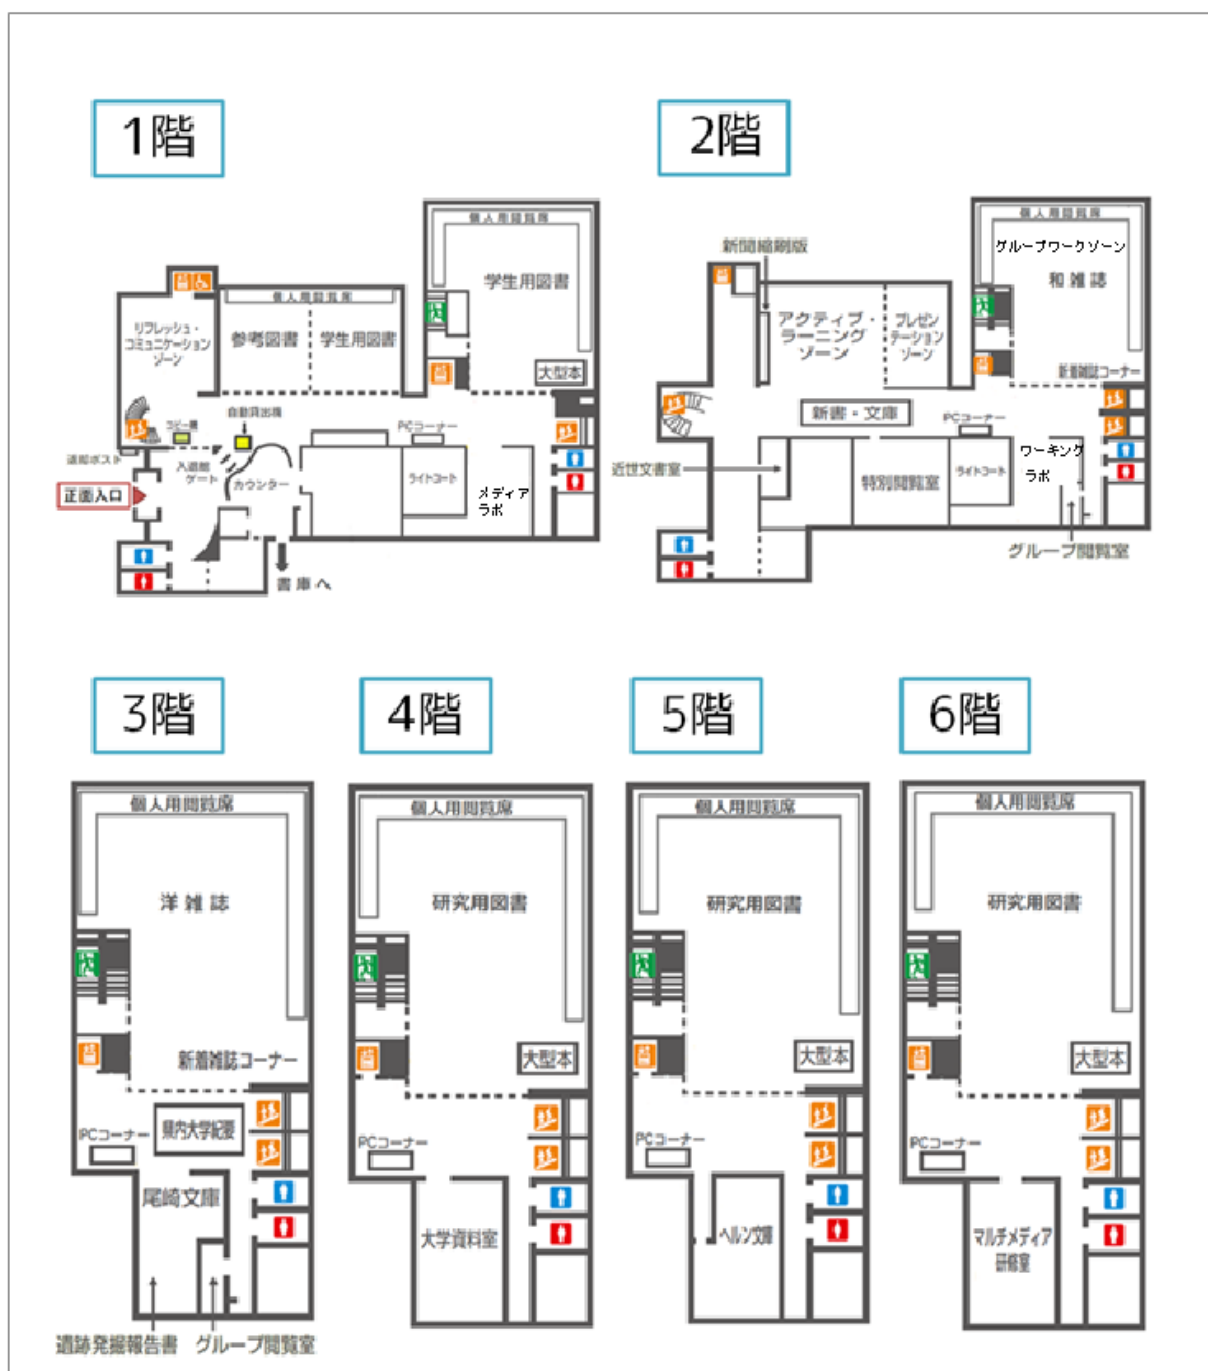 1階
個人用閲覧席
学生用図書
個人用閲覧席
リフレッシュ・
コミュニケーション
ゾーン
参考図書
学生用図書
大型本
自動貸出機
コピー機
PCコーナー
返却ポスト
入退館
ゲート
カウンター
ライトコート
メディア
ラボ
正面入口
書庫へ
2階
個人用閲覧席
グループワークゾーン
新聞縮刷版
和雑誌
アクティブ・
ラーニング
ゾーン
プレゼン
テーション
ゾーン
新着雑誌コーナー
新書・文庫
PCコーナー
近世文書室
特別閲覧室
ライトコート
ワーキング
ラボ
グループ閲覧室
3階
個人用閲覧席
洋雑誌
新着雑誌コーナー
PCコーナー
県内大学紀要
尾崎文庫
遺跡発掘報告書
グループ閲覧室
4階
個人用閲覧席
研究用図書
大型本
PCコーナー
大学資料室
5階
個人用閲覧席
研究用図書
大型本
PCコーナー
ヘルン文庫
6階
個人用閲覧席
研究用図書
大型本
PCコーナー
マルチメディア
研修室